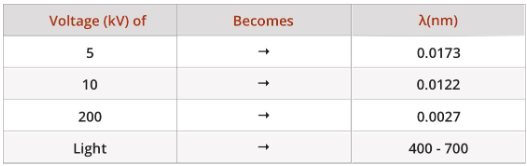 Voltage (kV) of Becomes λ(nm)
5 → 0.0173
10 → 0.0122
200 → 0.0027
Light → 400 - 700